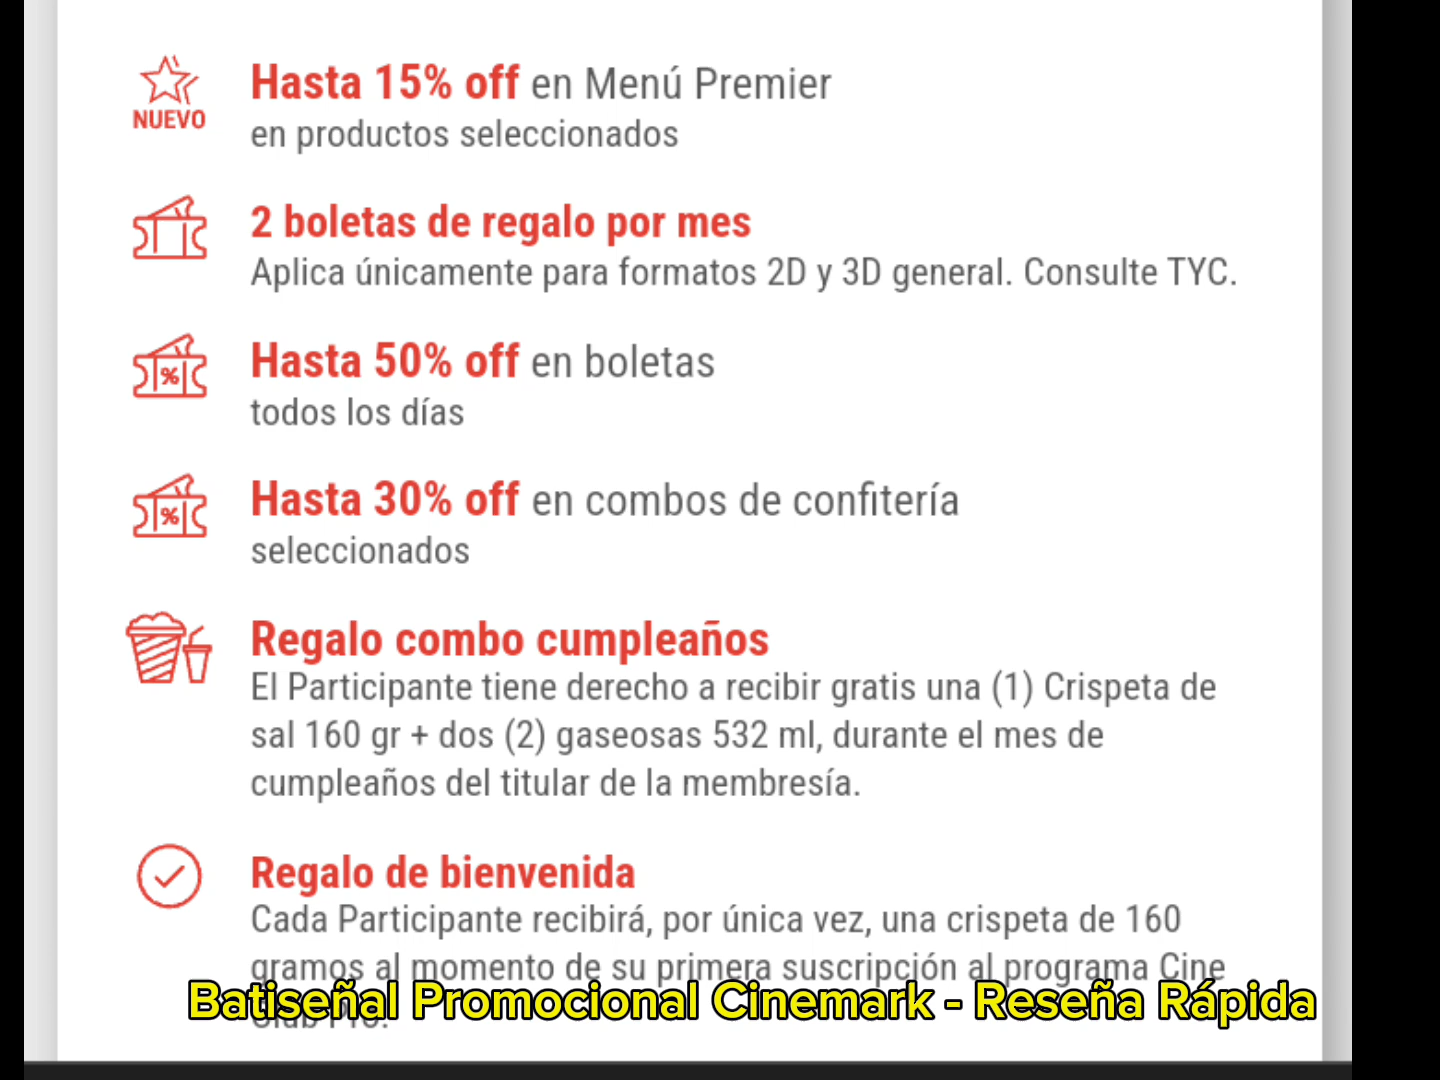 NUEVO
Hasta 15% off en Menú Premier
en productos seleccionados
2 boletas de regalo por mes
Aplica únicamente para formatos 2D y 3D general. Consulte TYC.
%
Hasta 50% off en boletas
todos los días
%
Hasta 30% off en combos de confitería
seleccionados
Regalo combo cumpleaños
El Participante tiene derecho a recibir gratis una (1) Crispeta de
sal 160 gr + dos (2) gaseosas 532 ml, durante el mes de
cumpleaños del titular de la membresía.
Regalo de bienvenida
Cada Participante recibirá, por única vez, una crispeta de 160
gramos al momento de su primera suscripción al programa Cine
Club Pro.
Batiseñal Promocional Cinemark - Reseña Rápida